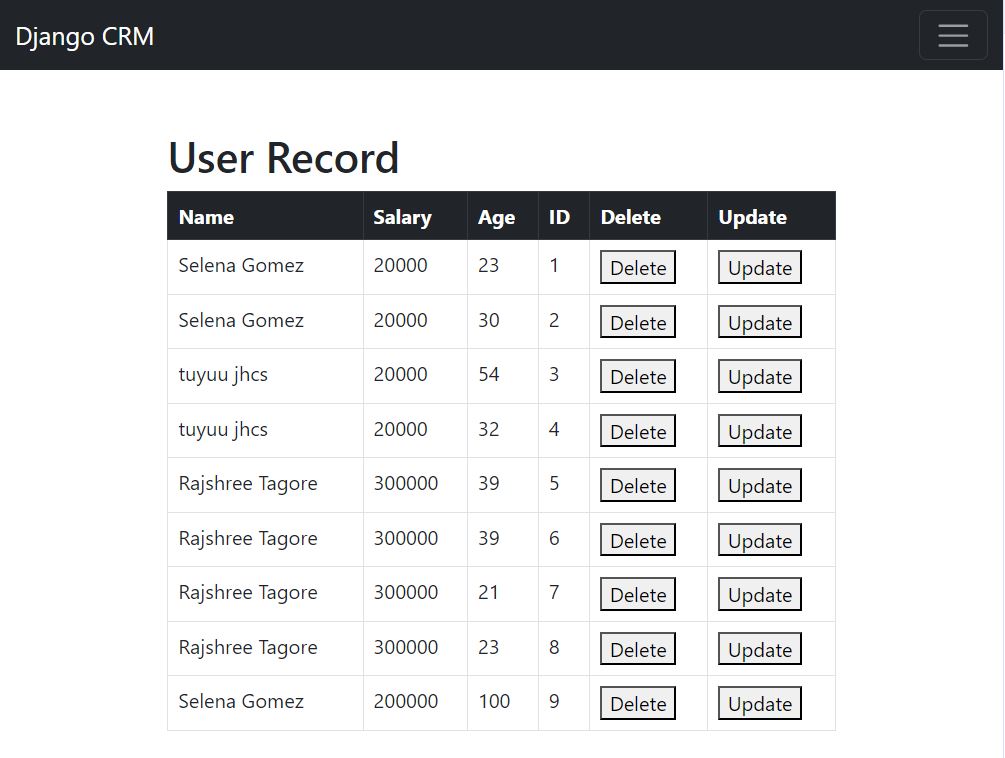 Django CRM
User Record
Name Salary Age ID Delete Update
Selena Gomez 20000 23 1 Delete Update
Selena Gomez 20000 30 2 Delete Update
tuyuu jhcs 20000 54 3 Delete Update
tuyuu jhcs 20000 32 4 Delete Update
Rajshree Tagore 300000 39 5 Delete Update
Rajshree Tagore 300000 39 6 Delete Update
Rajshree Tagore 300000 21 7 Delete Update
Rajshree Tagore 300000 23 8 Delete Update
Selena Gomez 200000 100 9 Delete Update